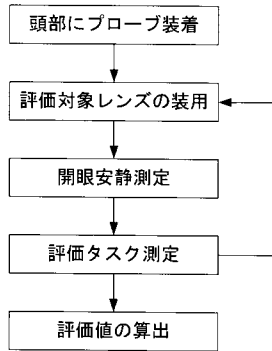 頭部にプローブ装着
評価対象レンズの装用
開眼安静測定
評価タスク測定
評価値の算出